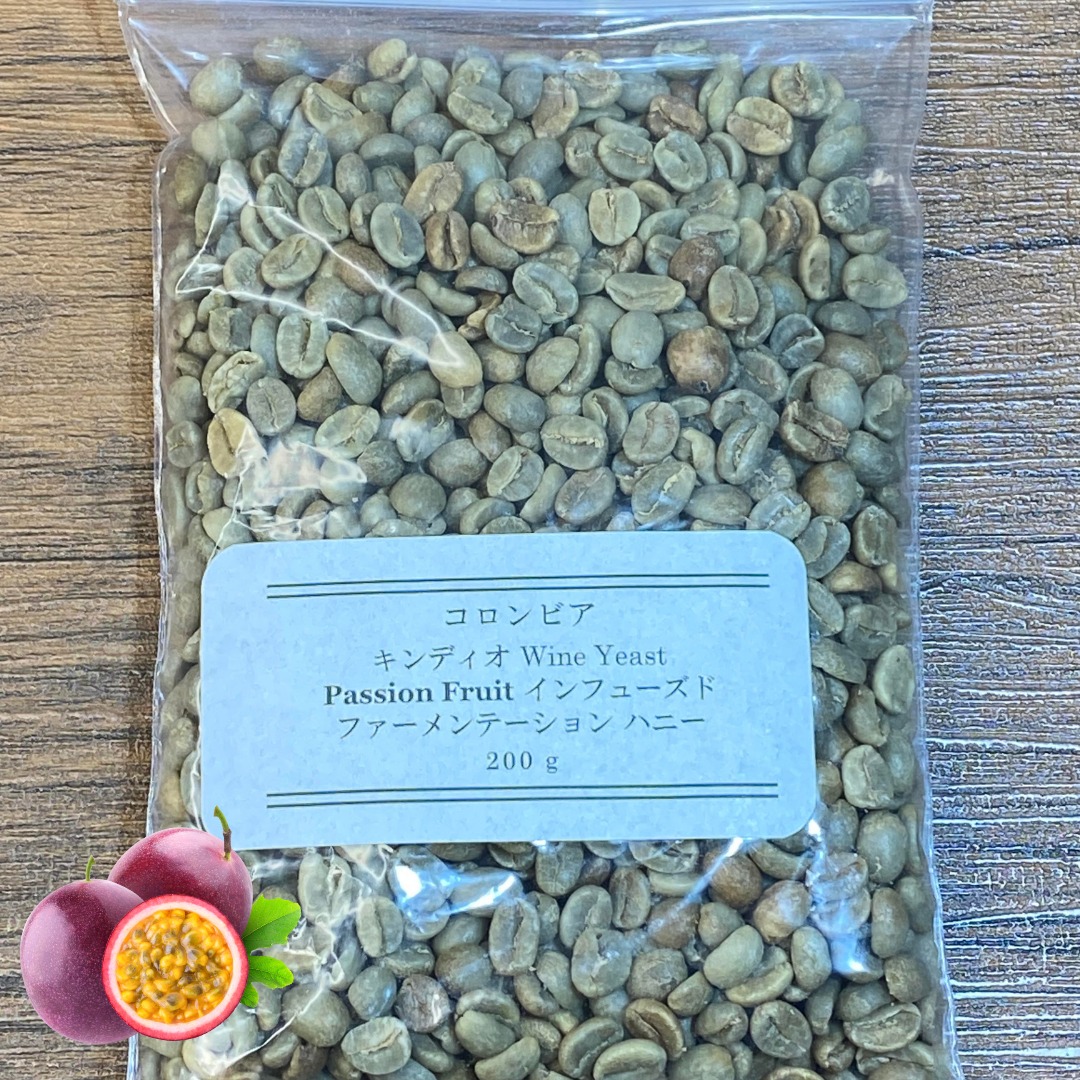 コロンビア
キンディオ Wine Yeast
Passion Fruit インフューズド
ファーメンテーション ハニー
200 g